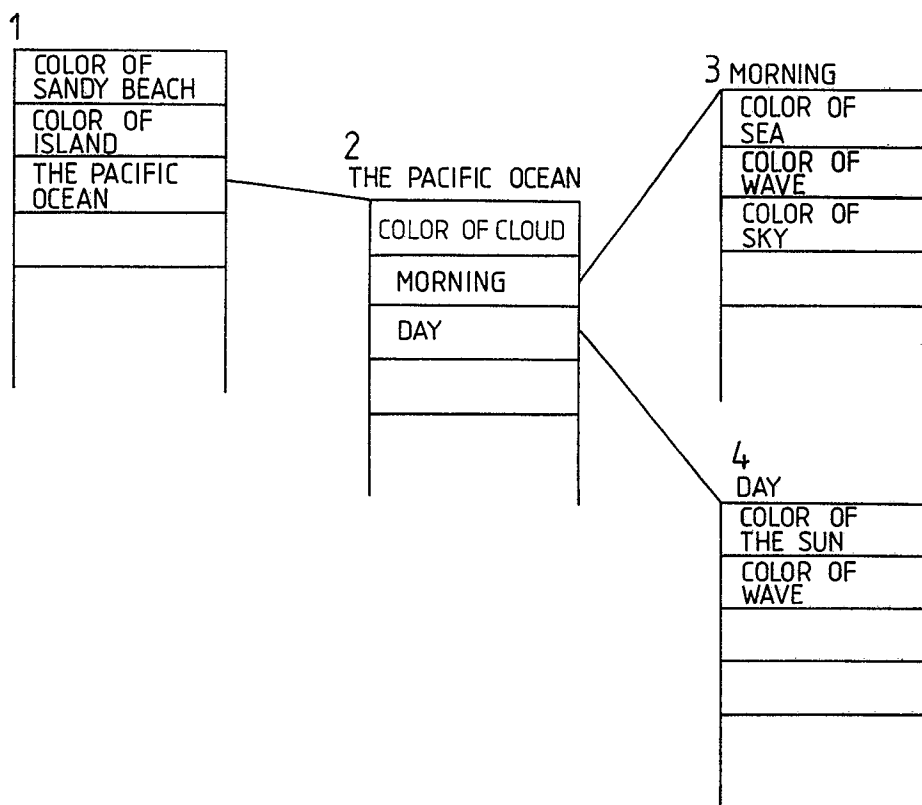 1
COLOR OF
SANDY BEACH
COLOR OF
ISLAND
THE PACIFIC
OCEAN
2
THE PACIFIC OCEAN
COLOR OF CLOUD
MORNING
DAY
3 MORNING
COLOR OF
SEA
COLOR OF
WAVE
COLOR OF
SKY
4
DAY
COLOR OF
THE SUN
COLOR OF
WAVE